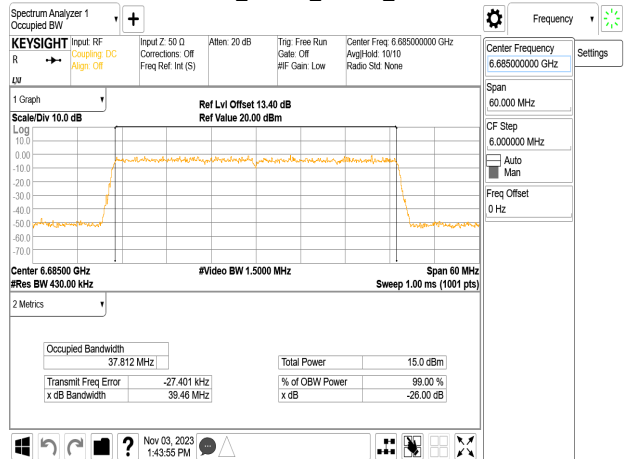 Spectrum Analyzer 1
Occupied BW
Frequency
KEYSIGHT
R
Input: RF
Coupling: DC
Align: Off
Input Z: 50 Ω
Corrections: Off
Freq Ref: Int (S)
Atten: 20 dB
Trig: Free Run
Gate: Off
#IF Gain: Low
Center Freq: 6.685000000 GHz
Avg|Hold: 10/10
Radio Std: None
Center Frequency
6.685000000 GHz
Settings
Span
60.000 MHz
CF Step
6.000000 MHz
Auto
Man
Freq Offset
0 Hz
1 Graph
Scale/Div 10.0 dB
Ref Lvl Offset 13.40 dB
Ref Value 20.00 dBm
Log
10.0
0.00
-10.0
-20.0
-30.0
-40.0
-50.0
-60.0
-70.0
Center 6.68500 GHz
#Video BW 1.5000 MHz
Span 60 MHz
#Res BW 430.00 kHz
Sweep 1.00 ms (1001 pts)
2 Metrics
Occupied Bandwidth
37.812 MHz
Total Power 15.0 dBm
Transmit Freq Error -27.401 kHz
% of OBW Power 99.00 %
x dB Bandwidth 39.46 MHz
x dB -26.00 dB
?
Nov 03, 2023
1:43:55 PM